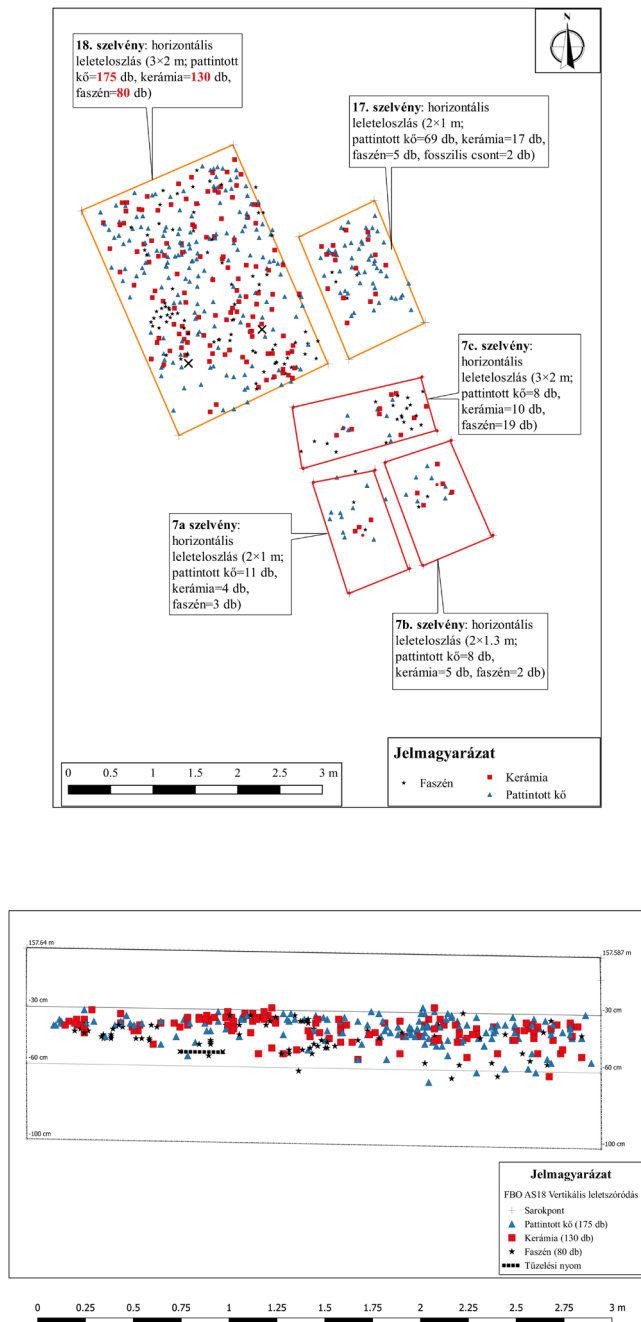 N
18. szelvény: horizontális
leleteloszlás (3×2 m; pattintott
kő=175 db, kerámia=130 db,
faszén=80 db)
17. szelvény: horizontális
leleteloszlás (2×1 m;
pattintott kő=69 db, kerámia=17 db,
faszén=5 db, fosszilis csont=2 db)
7c. szelvény:
horizontális
leleteloszlás (3×2 m;
pattintott kő=8 db,
kerámia=10 db,
faszén=19 db)
7a szelvény:
horizontális
leleteloszlás (2×1 m;
pattintott kő=11 db,
kerámia=4 db,
faszén=3 db)
7b. szelvény: horizontális
leleteloszlás (2×1.3 m;
pattintott kő=8 db,
kerámia=5 db, faszén=2 db)
Jelmagyarázat
Faszén
Kerámia
Pattintott kő
0 0.5 1 1.5 2 2.5 3 m
157.64 m
157.587 m
-30 cm
-30 cm
-60 cm
-60 cm
-100 cm
-100 cm
Jelmagyarázat
FBO AS18 Vertikális leletszóródás
Sarokpont
Pattintott kő (175 db)
Kerámia (130 db)
Faszén (80 db)
Tűzelési nyom
0 0.25 0.5 0.75 1 1.25 1.5 1.75 2 2.25 2.5 2.75 3 m